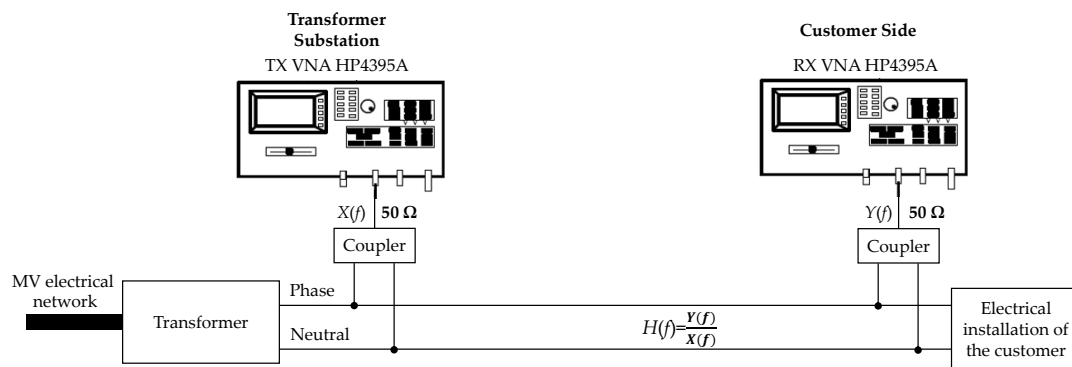 Transformer
Substation
TX VNA HP4395A
Customer Side
RX VNA HP4395A
X(f) 50 Ω
Y(f) 50 Ω
Coupler
Coupler
MV electrical
network
Transformer
Phase
Neutral
H(f)=Y(f)/X(f)
Electrical
installation of
the customer